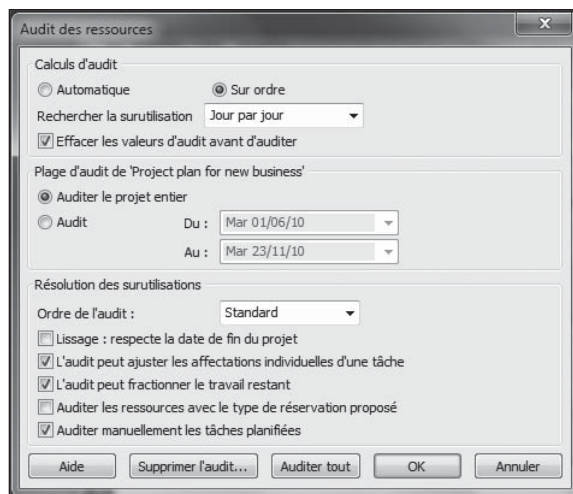 Audit des ressources
Calculs d'audit
Automatique
Sur ordre
Rechercher la surutilisation
Jour par jour
Effacer les valeurs d'audit avant d'auditer
Plage d'audit de 'Project plan for new business'
Auditer le projet entier
Audit
Du :
Mar 01/06/10
Au :
Mar 23/11/10
Résolution des surutilisations
Ordre de l'audit :
Standard
Lissage : respecte la date de fin du projet
L'audit peut ajuster les affectations individuelles d'une tâche
L'audit peut fractionner le travail restant
Auditer les ressources avec le type de réservation proposé
Auditer manuellement les tâches planifiées
Aide
Supprimer l'audit...
Auditer tout
OK
Annuler